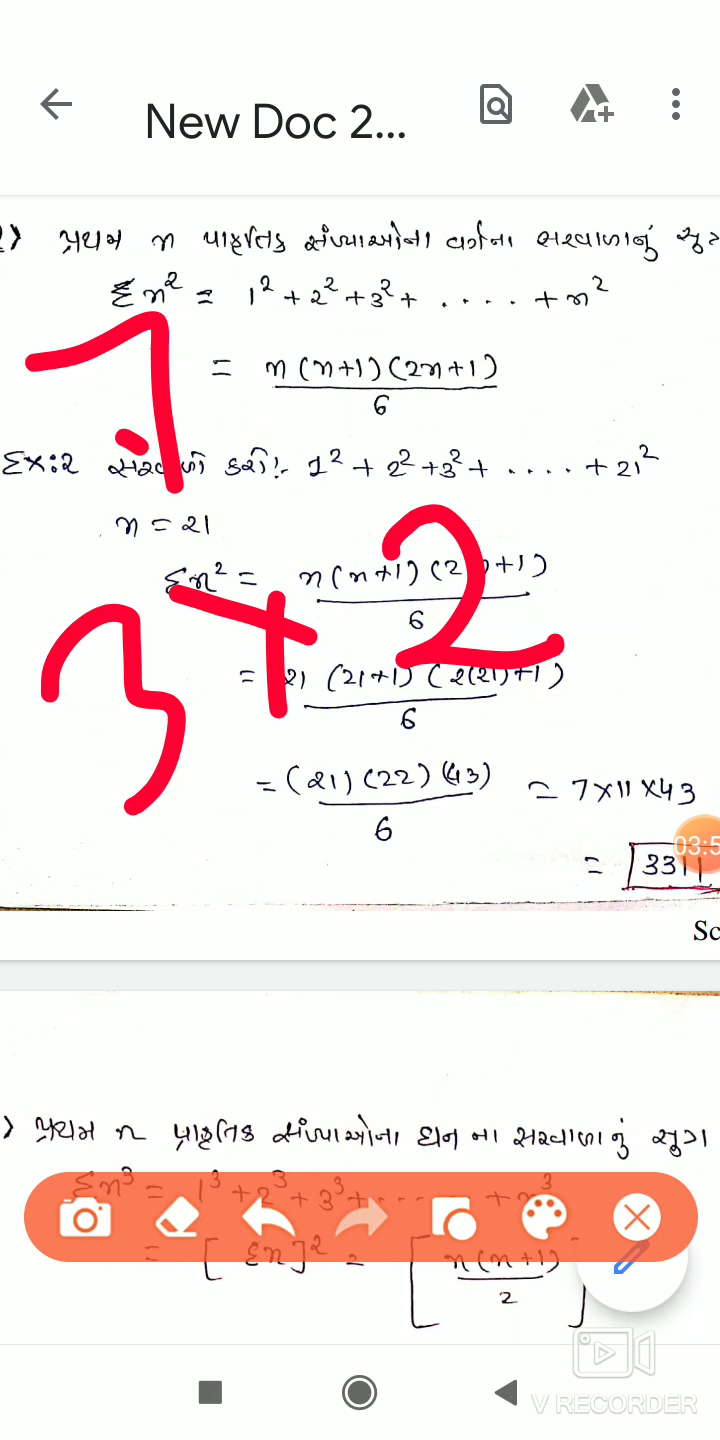 New Doc 2...
પ્રથમ n પ્રાકૃતિક સંખ્યાઓના વર્ગના સરવાળાનું સૂત્ર
Σn² = 1² + 2² + 3² + . . . . + n²
= n(n+1)(2n+1)
6
7
Ex:2 સરવાળો કરો:- 1² + 2² + 3² + . . . . + 21²
n = 21
Σn² = n(n+1)(2n+1)
6
3 + 2
= 21 (21+1) (2(21)+1)
6
= (21)(22)(43) = 7×11×43
6
03:5
= 3311
Sc
) પ્રથમ n પ્રાકૃતિક સંખ્યાઓના ઘન ના સરવાળાનું સૂત્ર
Σn³ = 1³ + 2³ + 3³ + ... + n³
= [Σn]² = [n(n+1)
2]
V RECORDER